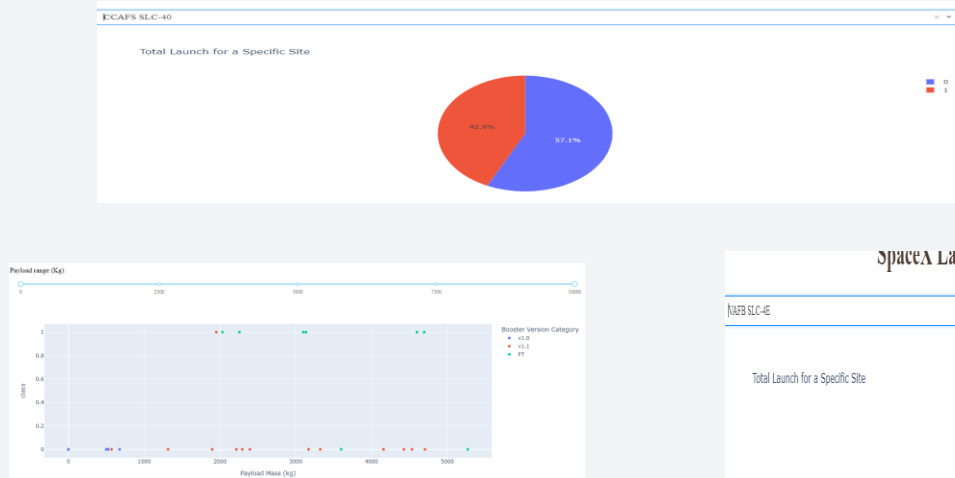 CCAFS SLC-40
Total Launch for a Specific Site
0
1
42.9%
57.1%
Payload range (Kg):
0 2500 5000 7500 10000
Booster Version Category
v1.0
v1.1
FT
class
1
0.8
0.6
0.4
0.2
0
0 1000 2000 3000 4000 5000
Payload Mass (kg)
SpaceX La
VAFB SLC-4E
Total Launch for a Specific Site